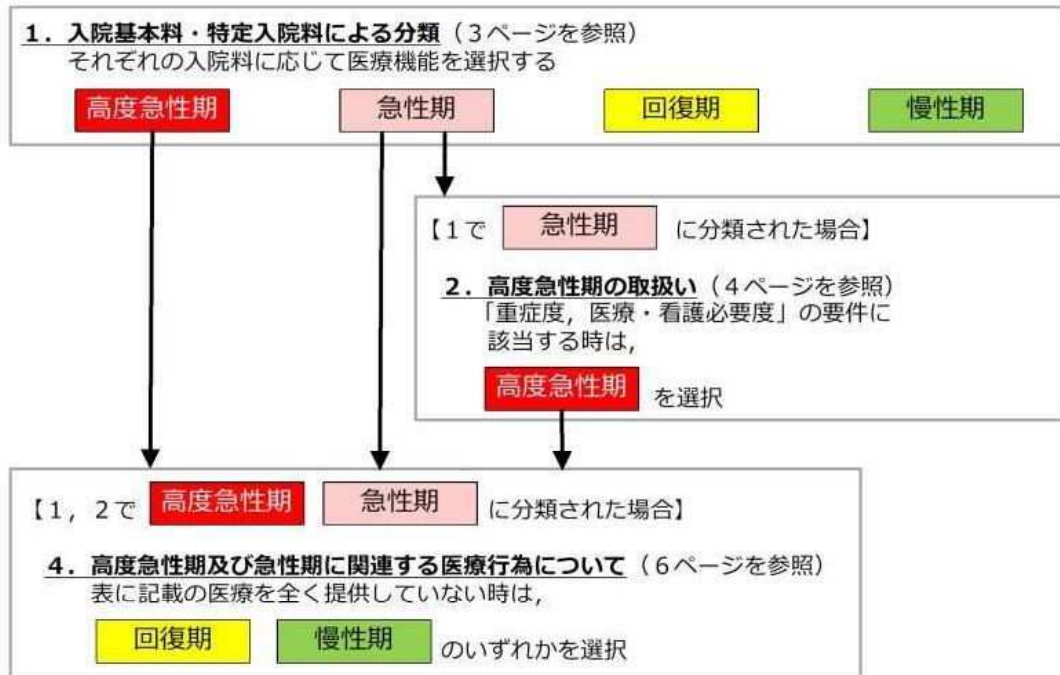 1．入院基本料・特定入院料による分類（３ページを参照）
それぞれの入院料に応じて医療機能を選択する
高度急性期 急性期 回復期 慢性期
【１で 急性期 に分類された場合】
2．高度急性期の取扱い（４ページを参照）
「重症度，医療・看護必要度」の要件に
該当する時は，
高度急性期 を選択
【１，２で 高度急性期 急性期 に分類された場合】
4．高度急性期及び急性期に関連する医療行為について（６ページを参照）
表に記載の医療を全く提供していない時は，
回復期 慢性期 のいずれかを選択